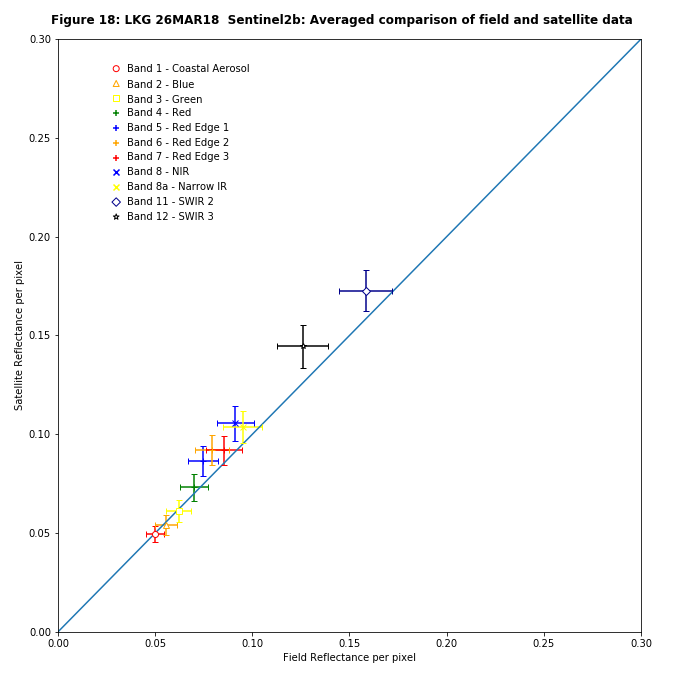 Figure 18: LKG 26MAR18  Sentinel2b: Averaged comparison of field and satellite data
0.30
Band 1 - Coastal Aerosol
Band 2 - Blue
Band 3 - Green
Band 4 - Red
Band 5 - Red Edge 1
Band 6 - Red Edge 2
Band 7 - Red Edge 3
Band 8 - NIR
Band 8a - Narrow IR
Band 11 - SWIR 2
Band 12 - SWIR 3
0.25
0.20
0.15
0.10
0.05
0.00
Satellite Reflectance per pixel
0.00 0.05 0.10 0.15 0.20 0.25 0.30
Field Reflectance per pixel